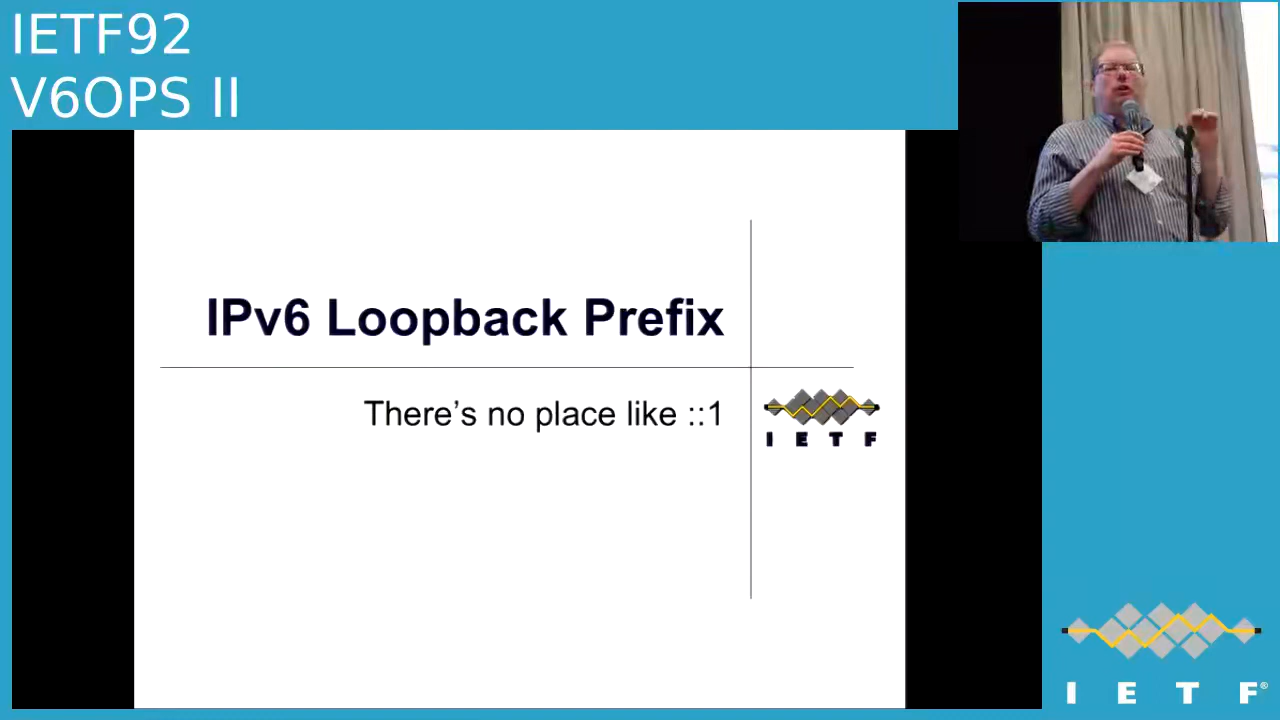 IETF92
V6OPS II
IPv6 Loopback Prefix
There's no place like ::1
I E T F
I E T F®